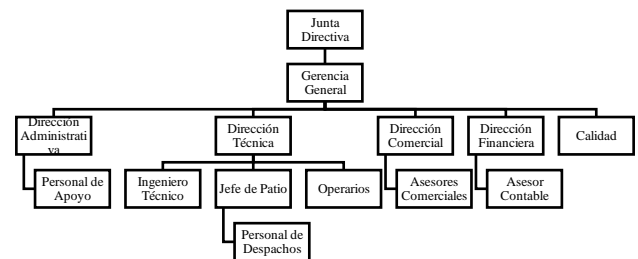 Junta
Directiva
Gerencia
General
Dirección
Administrati
va
Dirección
Técnica
Dirección
Comercial
Dirección
Financiera
Calidad
Personal de
Apoyo
Ingeniero
Técnico
Jefe de Patio
Operarios
Asesores
Comerciales
Asesor
Contable
Personal de
Despachos